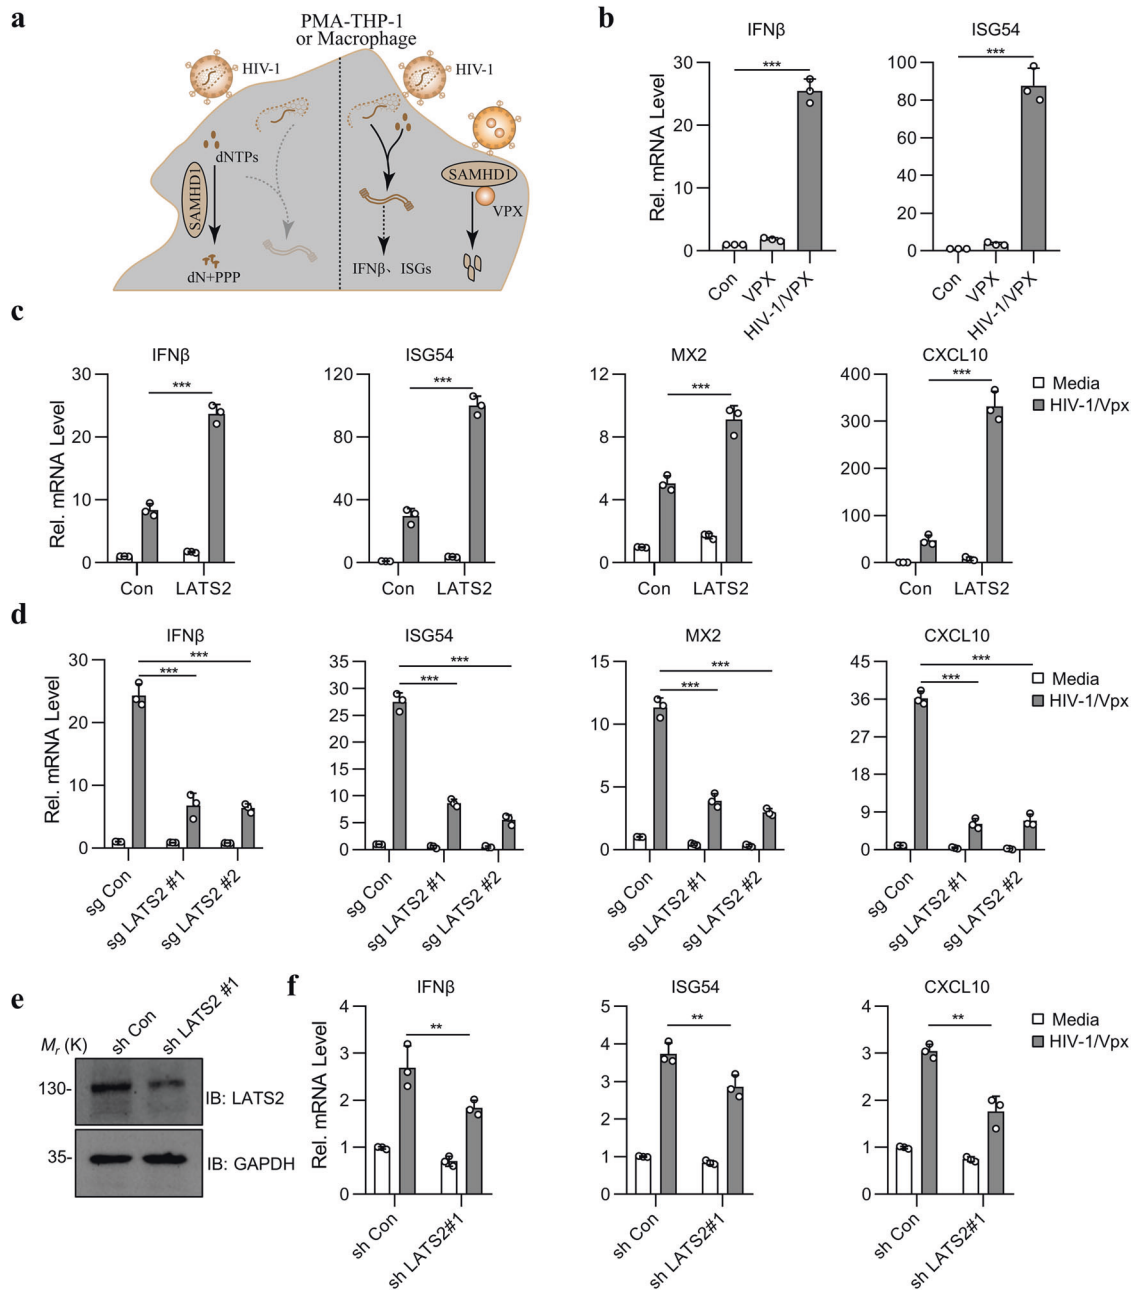 a
PMA-THP-1
or Macrophage
HIV-1
HIV-1
dNTPs
SAMHD1
SAMHD1
VPX
dN+PPP
IFNβ、ISGs
b
IFNβ
ISG54
Rel. mRNA Level
30
20
10
0
***
Con
VPX
HIV-1/VPX
100
80
60
40
20
0
***
Con
VPX
HIV-1/VPX
c
IFNβ
ISG54
MX2
CXCL10
Rel. mRNA Level
30
20
10
0
***
Con
LATS2
120
80
40
0
***
Con
LATS2
12
8
4
0
***
Con
LATS2
400
300
200
100
0
***
Con
LATS2
Media
HIV-1/Vpx
d
IFNβ
ISG54
MX2
CXCL10
Rel. mRNA Level
30
20
10
0
***
***
sg Con
sg LATS2 #1
sg LATS2 #2
35
30
25
20
15
10
5
0
***
***
sg Con
sg LATS2 #1
sg LATS2 #2
15
10
5
0
***
***
sg Con
sg LATS2 #1
sg LATS2 #2
45
36
27
18
9
0
***
***
sg Con
sg LATS2 #1
sg LATS2 #2
Media
HIV-1/Vpx
e
Mr (K)
sh Con
sh LATS2 #1
130-
IB: LATS2
35-
IB: GAPDH
f
IFNβ
ISG54
CXCL10
Rel. mRNA Level
4
3
2
1
0
**
sh Con
sh LATS2#1
5
4
3
2
1
0
**
sh Con
sh LATS2#1
4
3
2
1
0
**
sh Con
sh LATS2#1
Media
HIV-1/Vpx